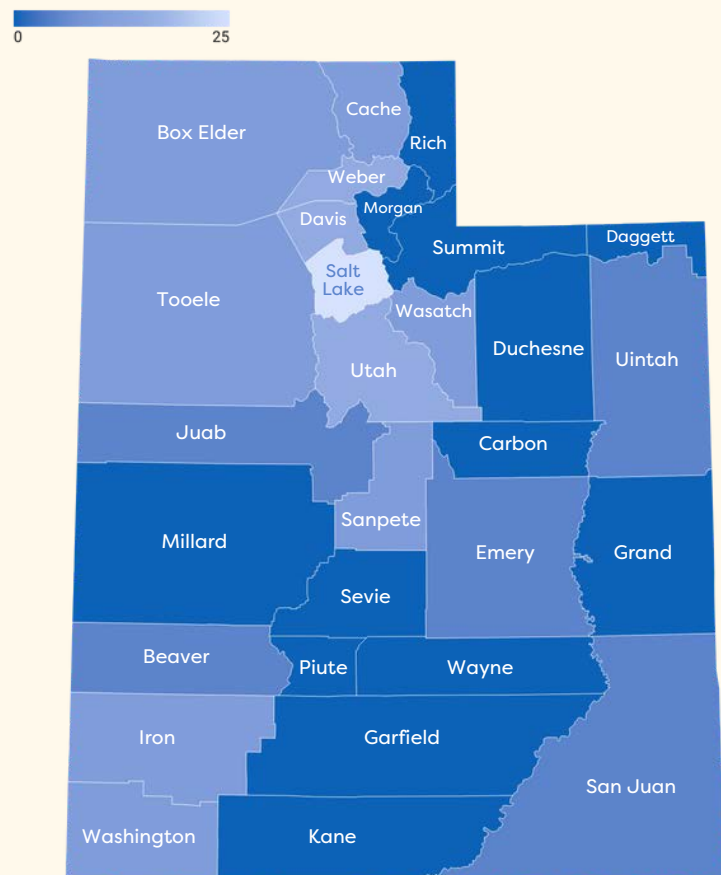 0 25
Cache
Box Elder
Rich
Weber
Morgan
Davis
Daggett
Summit
Salt
Lake
Tooele
Wasatch
Duchesne
Uintah
Utah
Juab
Carbon
Sanpete
Millard
Emery
Grand
Sevie
Beaver
Piute
Wayne
Iron
Garfield
San Juan
Washington
Kane